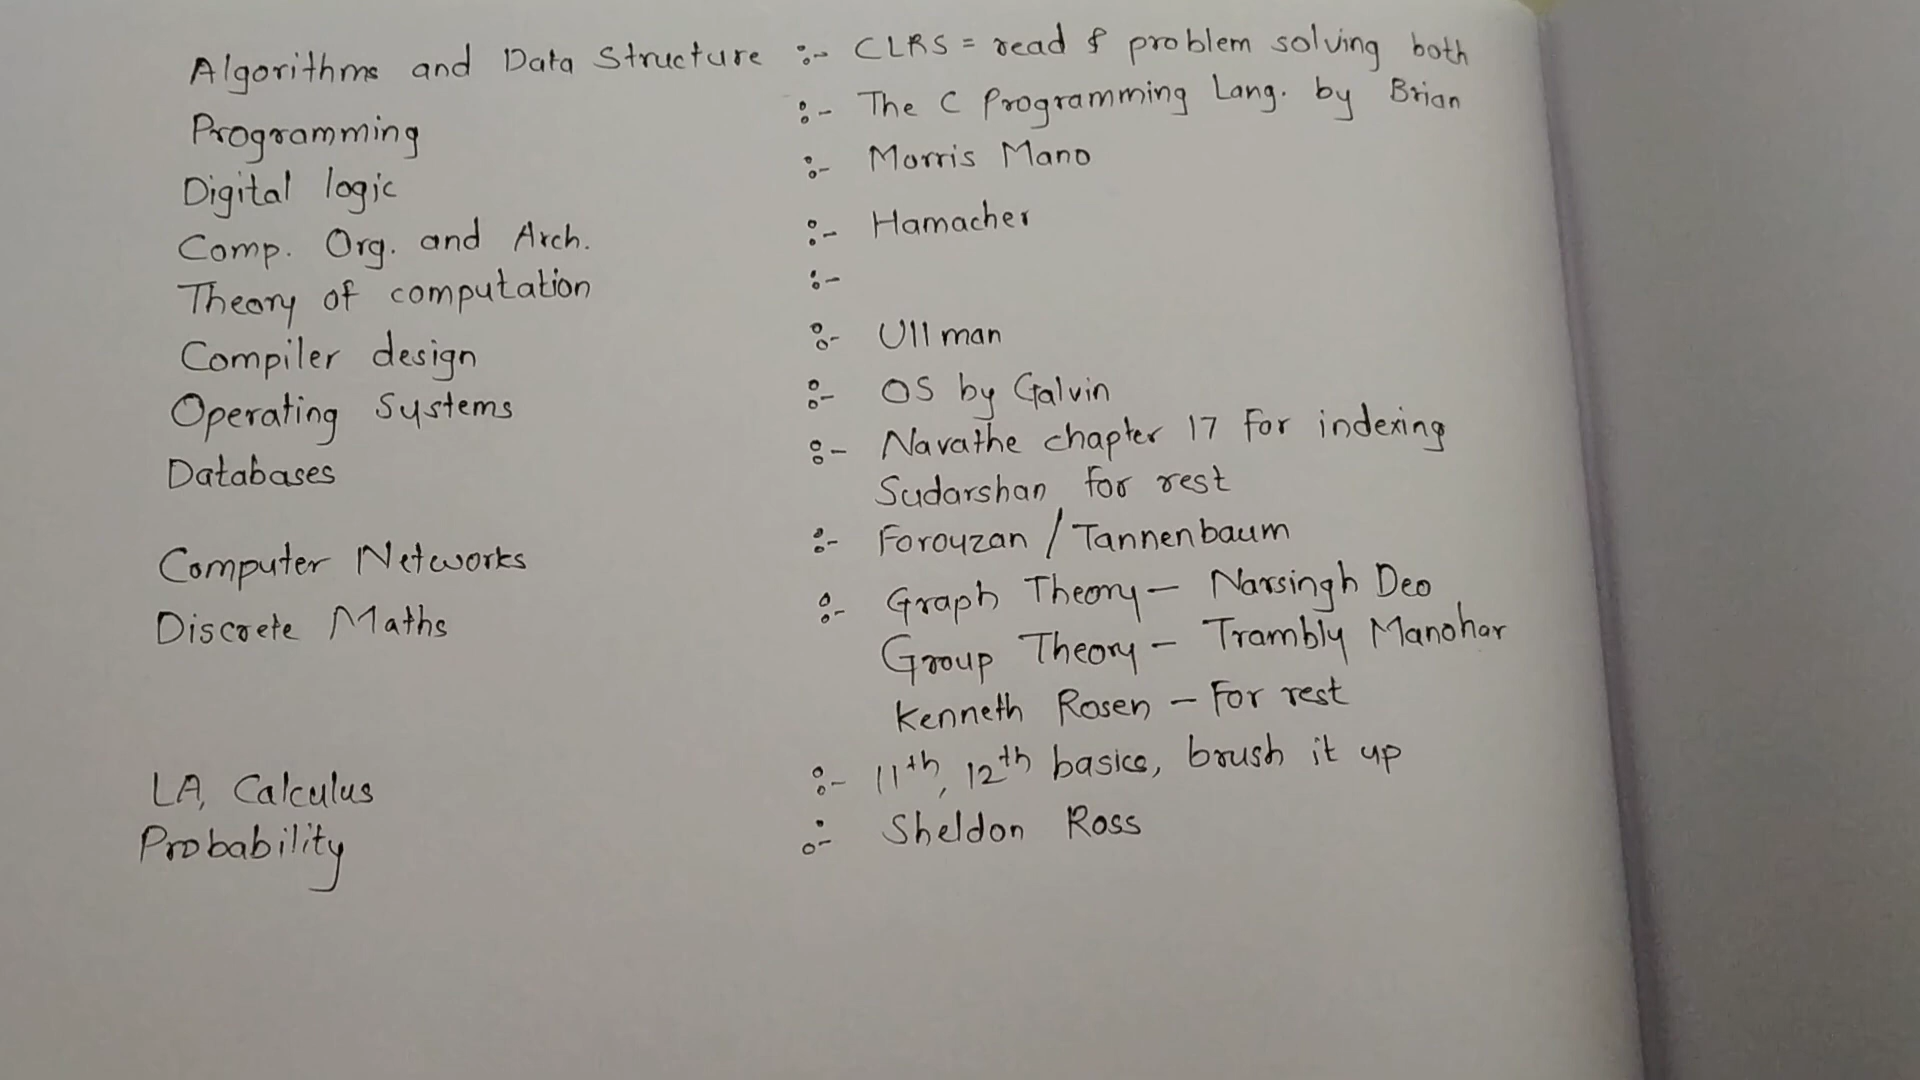 Algorithms and Data Structure :- CLRS = read & problem solving both
Programming :- The C Programming Lang. by Brian
Digital logic :- Morris Mano
Comp. Org. and Arch. :- Hamacher
Theory of computation :-
Compiler design :- Ullman
Operating Systems :- OS by Galvin
Databases :- Navathe chapter 17 For indexing
Sudarshan for rest
Computer Networks :- Forouzan / Tannenbaum
Discrete Maths :- Graph Theory - Narsingh Deo
Group Theory - Trambly Manohar
Kenneth Rosen - For rest
LA, Calculus :- 11th, 12th basics, brush it up
Probability :- Sheldon Ross